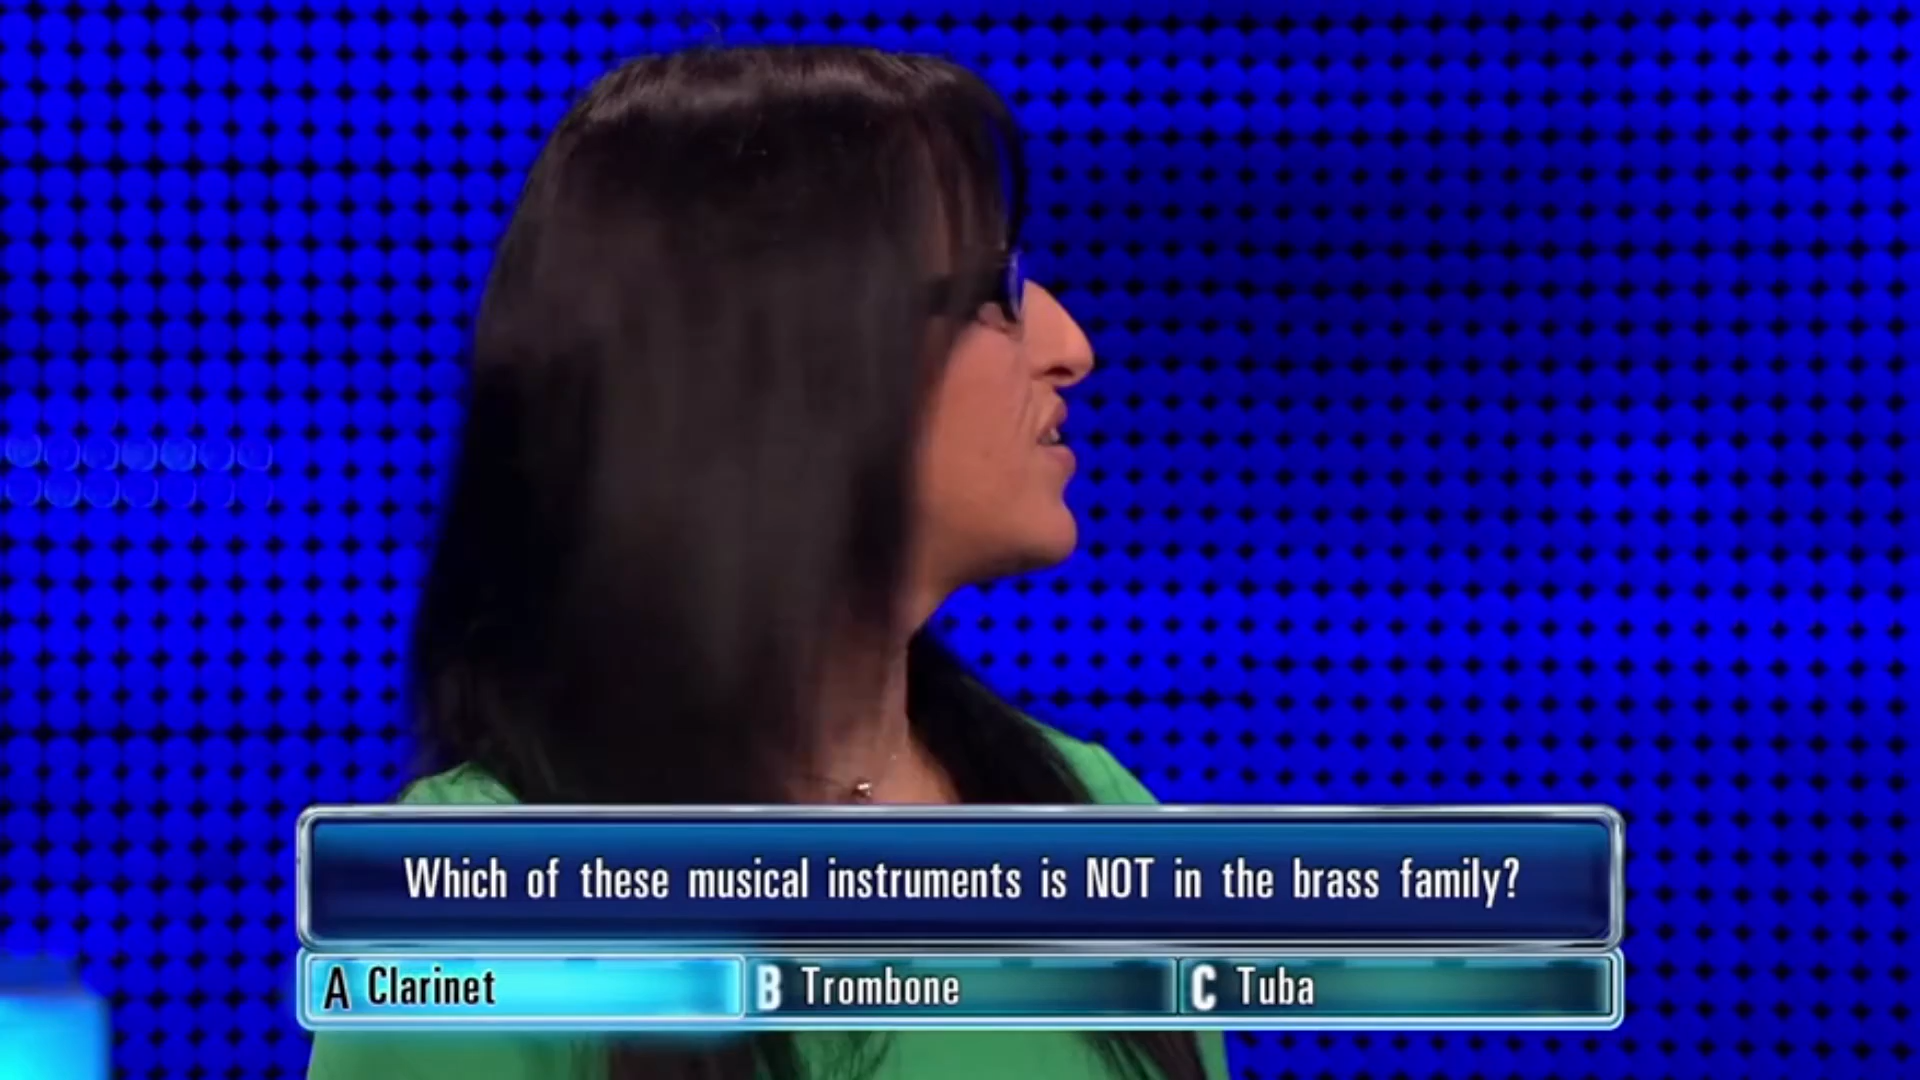 Which of these musical instruments is NOT in the brass family?
A Clarinet
B Trombone
C Tuba